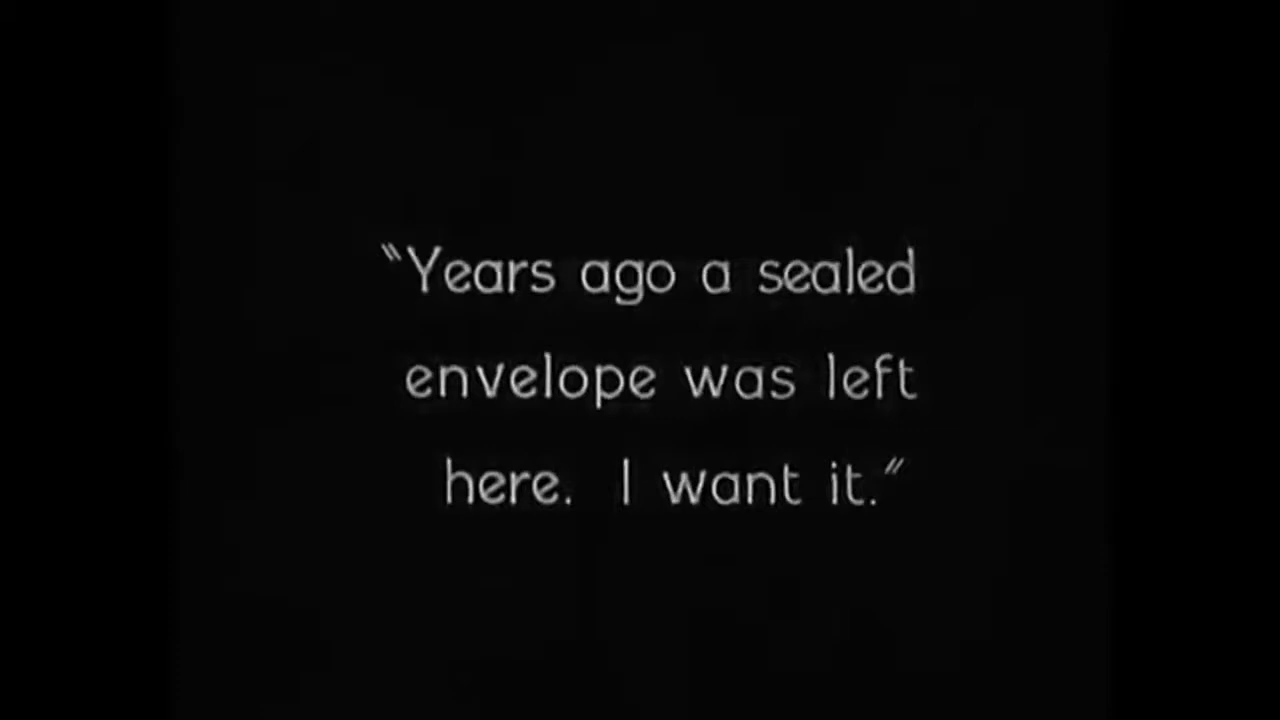 "Years ago a sealed
envelope was left
here. I want it."